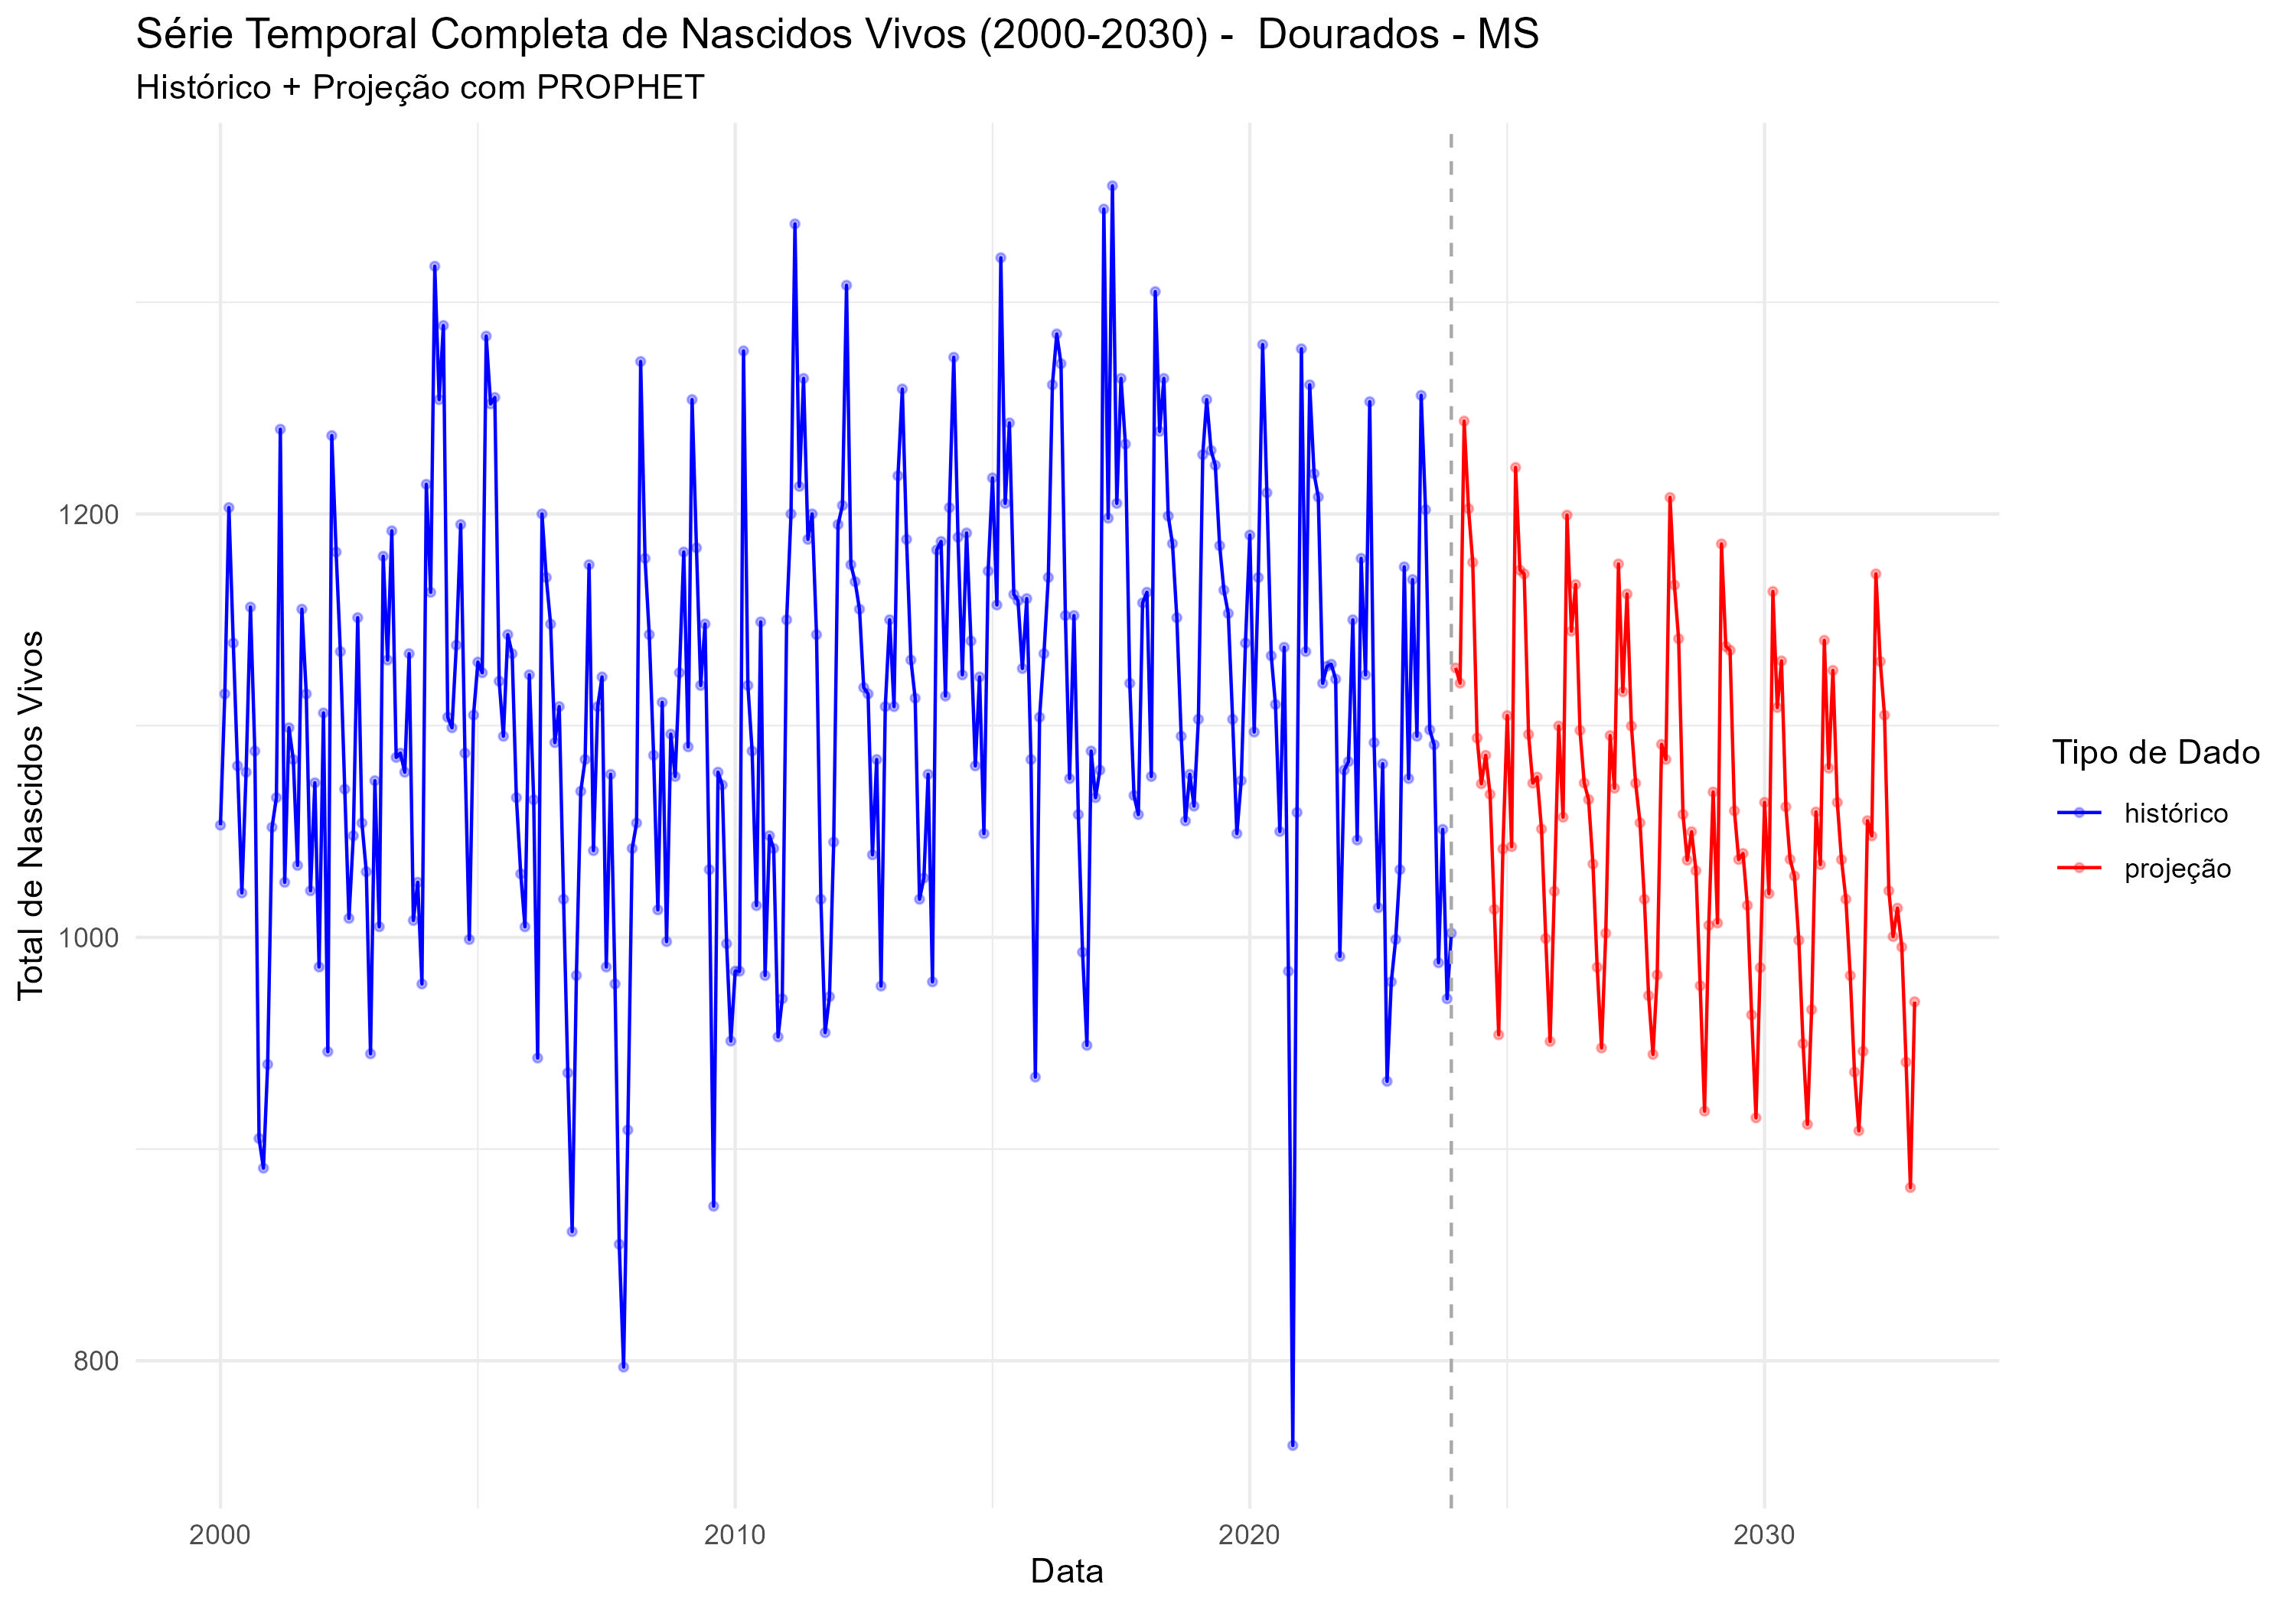 Série Temporal Completa de Nascidos Vivos (2000-2030) -  Dourados - MS
Histórico + Projeção com PROPHET
Total de Nascidos Vivos
1200
1000
800
2000
2010
2020
2030
Data
Tipo de Dado
histórico
projeção